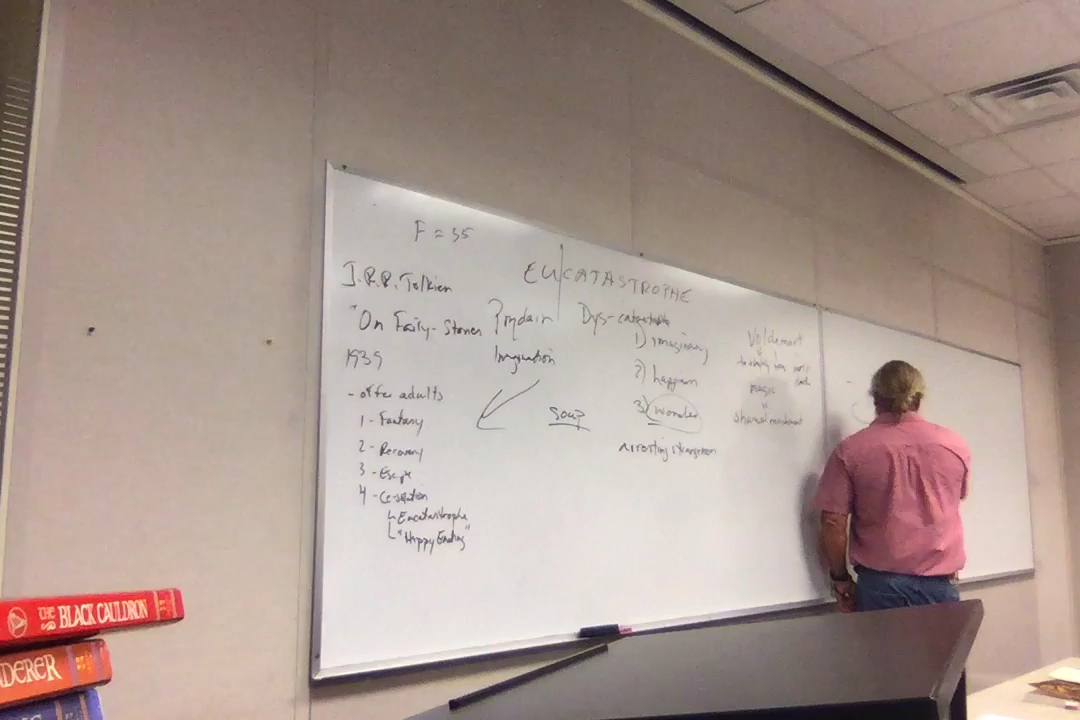 F = 35
J.R.R. Tolkien
"On Fairy-Stories
1939
- offer adults
1 - Fantasy
2 - Recovery
3 - Escape
4 - Consolation
Eucatastrophe
"Happy Ending"
Prydain
Imagination
EUCATASTROPHE
Dys-catastrophe
1) imaginary
2) happen
3) wonder
arresting strangeness
Soup
Voldemort
magic
THE BLACK CAULDRON